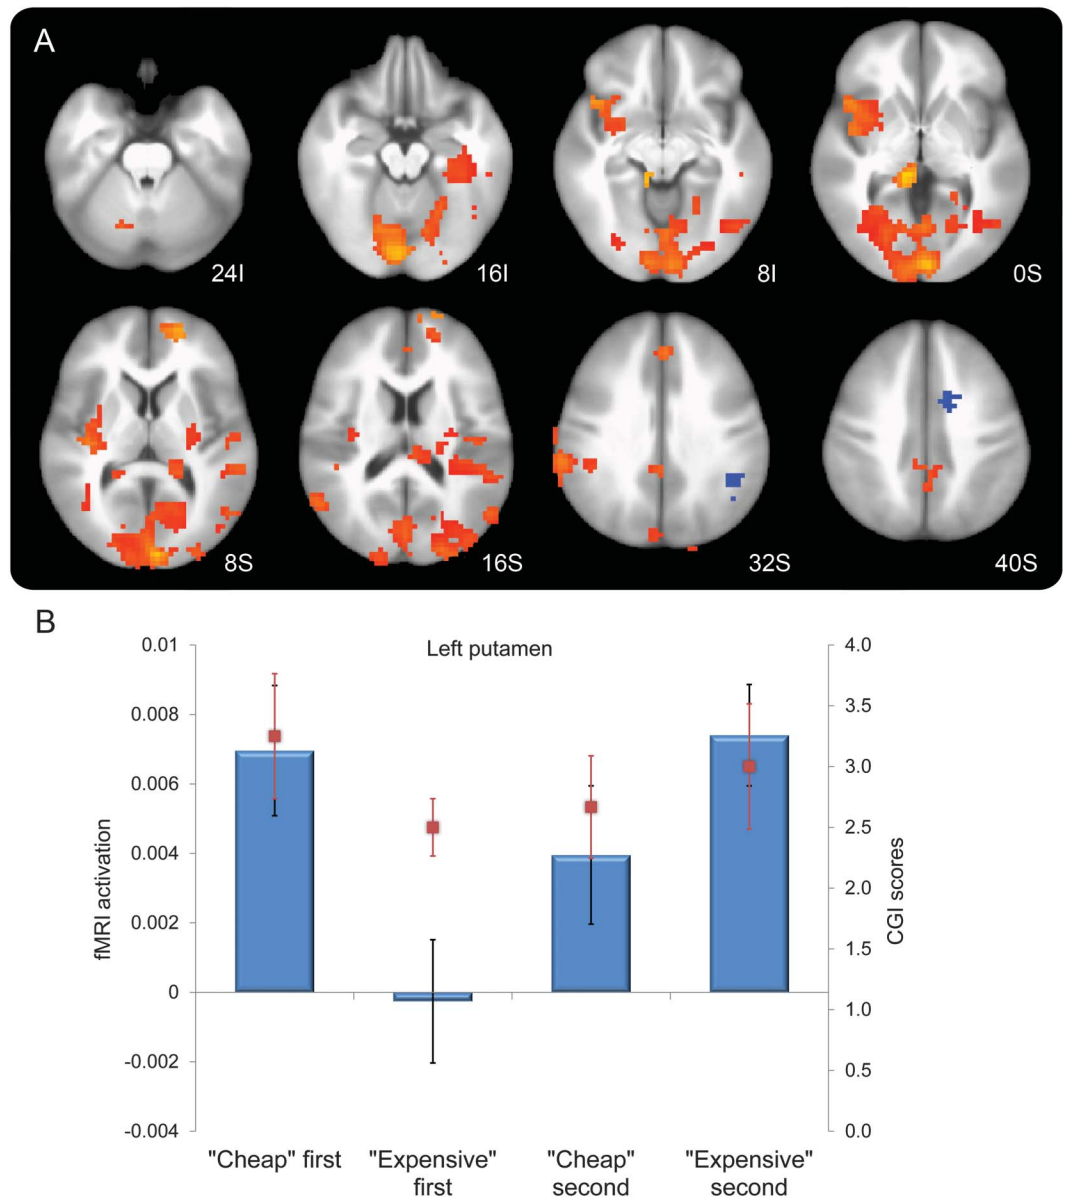 A
24I
16I
8I
0S
8S
16S
32S
40S
B
Left putamen
fMRI activation
0.01
0.008
0.006
0.004
0.002
0
-0.002
-0.004
CGI scores
4.0
3.5
3.0
2.5
2.0
1.5
1.0
0.5
0.0
"Cheap" first
"Expensive"
first
"Cheap"
second
"Expensive"
second